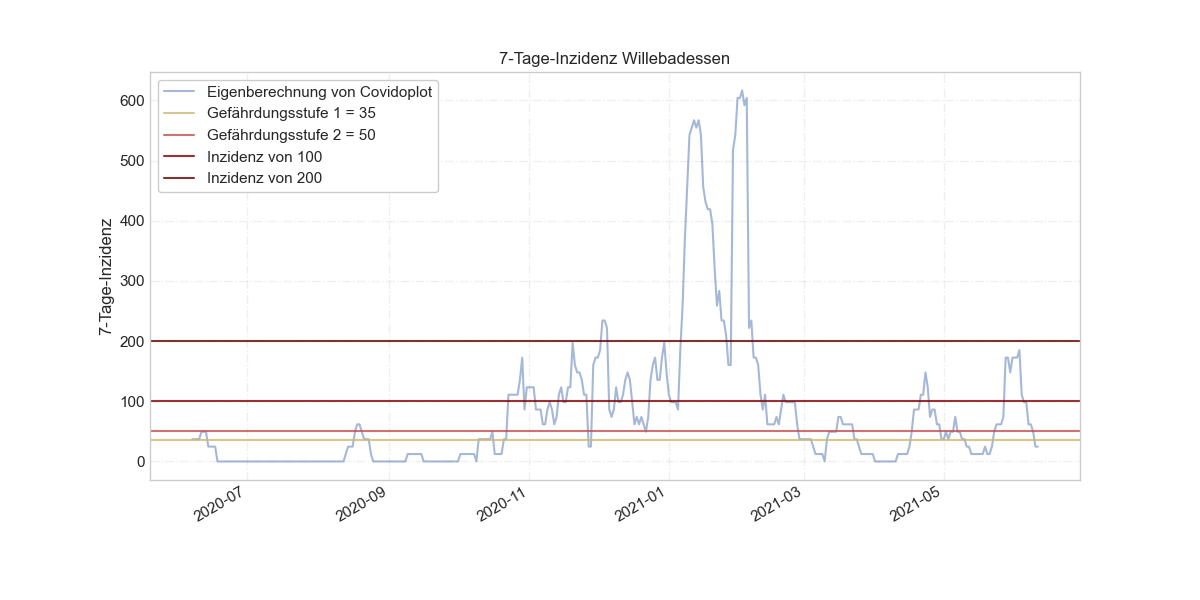 7-Tage-Inzidenz Willebadessen
Eigenberechnung von Covidoplot
Gefährdungsstufe 1 = 35
Gefährdungsstufe 2 = 50
Inzidenz von 100
Inzidenz von 200
7-Tage-Inzidenz
600
500
400
300
200
100
0
2020-07
2020-09
2020-11
2021-01
2021-03
2021-05